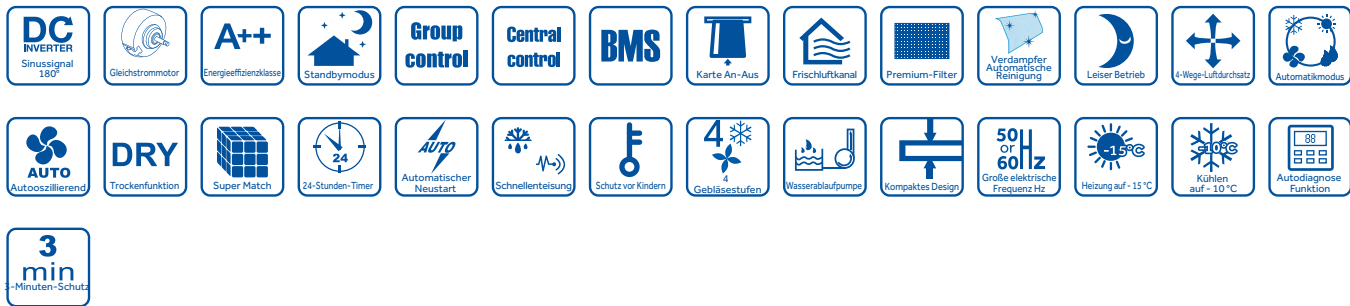 DC
INVERTER
Sinussignal
180°
Gleichstrommotor
A++
Energieeffizienzklasse
Standbymodus
Group
control
Central
control
BMS
Karte An-Aus
Frischluftkanal
Premium-Filter
Verdampfer
Automatische
Reinigung
Leiser Betrieb
4-Wege-Luftdurchsatz
Automatikmodus
AUTO
Autooszillierend
DRY
Trockenfunktion
Super Match
24
24-Stunden-Timer
AUTO
Automatischer
Neustart
Schnellenteisung
Schutz vor Kindern
4
4
Gebläsestufen
Wasserablaufpumpe
Kompaktes Design
50
or
60 Hz
Große elektrische
Frequenz Hz
-15°C
Heizung auf - 15 °C
-10°C
Kühlen
auf - 10 °C
88
Autodiagnose
Funktion
3
min
3-Minuten-Schutz